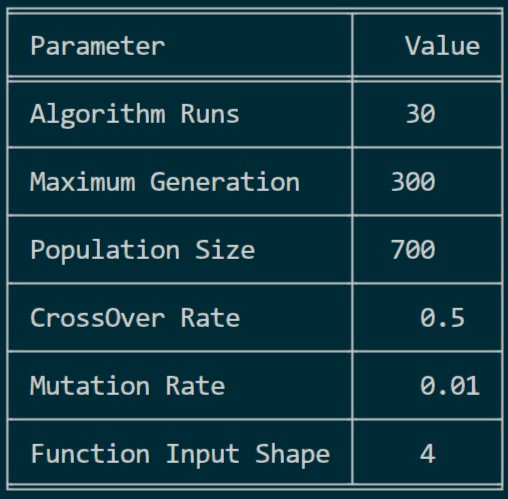 Parameter Value
Algorithm Runs 30
Maximum Generation 300
Population Size 700
CrossOver Rate 0.5
Mutation Rate 0.01
Function Input Shape 4